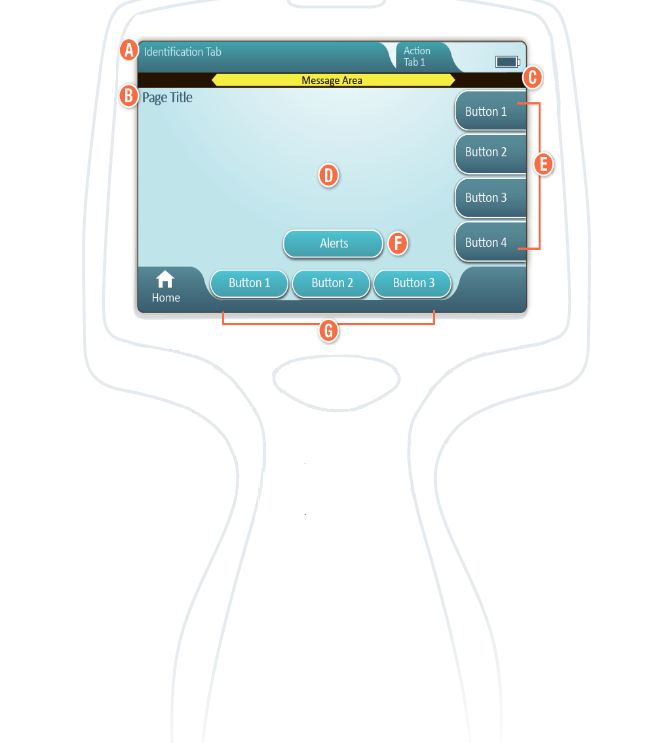 A
Identification Tab
Action
Tab 1
Message Area
C
B
Page Title
Button 1
Button 2
D
E
Button 3
Button 4
Alerts
F
Home
Button 1
Button 2
Button 3
G